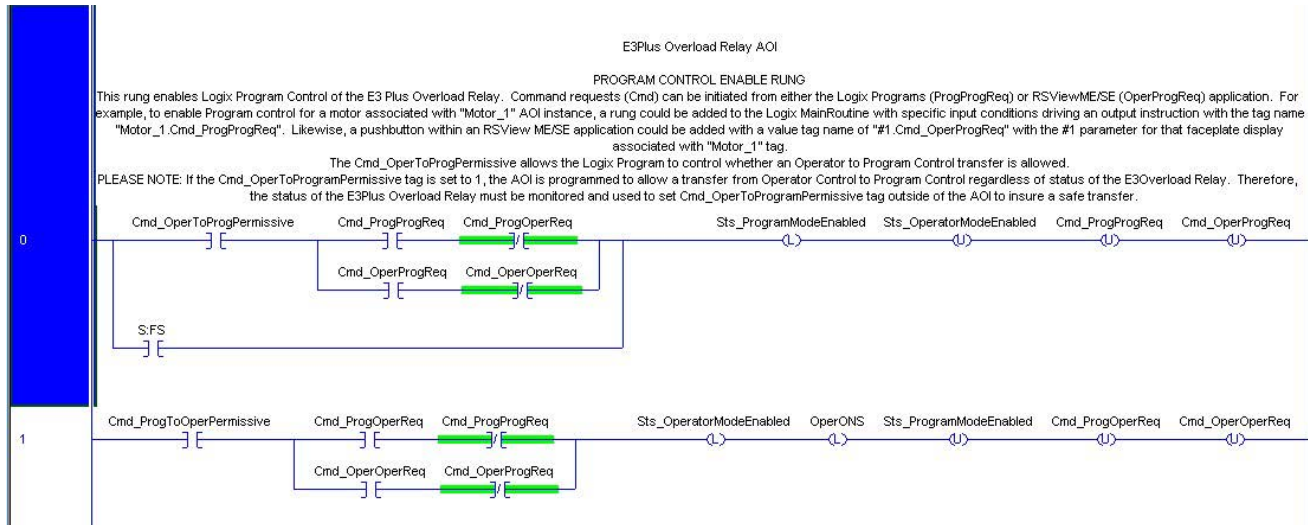 E3Plus Overload Relay AOI
PROGRAM CONTROL ENABLE RUNG
This rung enables Logix Program Control of the E3 Plus Overload Relay. Command requests (Cmd) can be initiated from either the Logix Programs (ProgProgReq) or RSViewME/SE (OperProgReq) application. For
example, to enable Program control for a motor associated with "Motor_1" AOI instance, a rung could be added to the Logix MainRoutine with specific input conditions driving an output instruction with the tag name
"Motor_1.Cmd_ProgProgReq". Likewise, a pushbutton within an RSView ME/SE application could be added with a value tag name of "#1.Cmd_OperProgReq" with the #1 parameter for that faceplate display
associated with "Motor_1" tag.
The Cmd_OperToProgPermissive allows the Logix Program to control whether an Operator to Program Control transfer is allowed.
PLEASE NOTE: If the Cmd_OperToProgramPermissive tag is set to 1, the AOI is programmed to allow a transfer from Operator Control to Program Control regardless of status of the E3Overload Relay. Therefore,
the status of the E3Plus Overload Relay must be monitored and used to set Cmd_OperToProgramPermissive tag outside of the AOI to insure a safe transfer.
Cmd_OperToProgPermissive Cmd_ProgProgReq Cmd_ProgOperReq Sts_ProgramModeEnabled Sts_OperatorModeEnabled Cmd_ProgProgReq Cmd_OperProgReq
0 L U U U
Cmd_OperProgReq Cmd_OperOperReq
S:FS
Cmd_ProgToOperPermissive Cmd_ProgOperReq Cmd_ProgProgReq Sts_OperatorModeEnabled OperONS Sts_ProgramModeEnabled Cmd_ProgOperReq Cmd_OperOperReq
1 L L U U U
Cmd_OperOperReq Cmd_OperProgReq